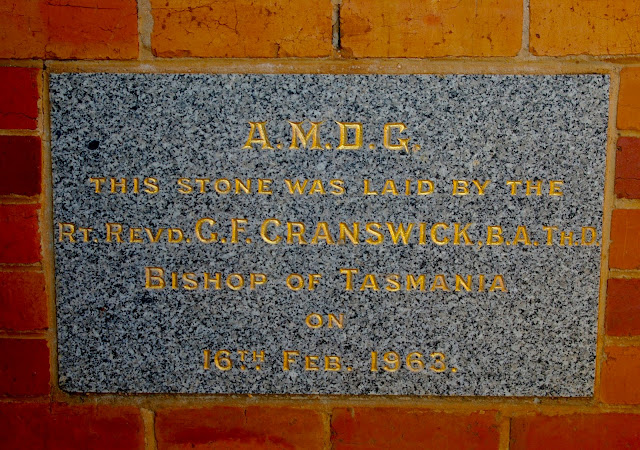 A.M.D.G.
THIS STONE WAS LAID BY THE
RT. REVD. G.F. CRANSWICK, B.A. TH.D.
BISHOP OF TASMANIA
ON
16TH. FEB. 1963.